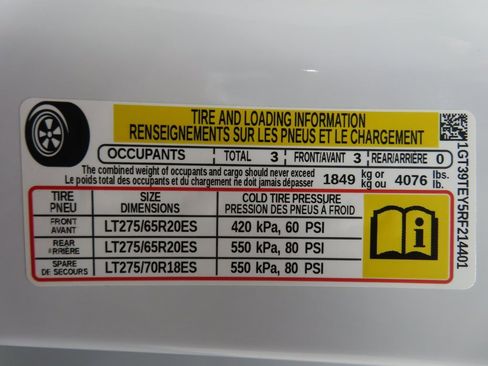 TIRE AND LOADING INFORMATION
RENSEIGNEMENTS SUR LES PNEUS ET LE CHARGEMENT
OCCUPANTS TOTAL 3 FRONT/AVANT 3 REAR/ARRIÈRE 0
The combined weight of occupants and cargo should never exceed 1849 kg or 4076 lbs.
Le poids total des occupants et du chargement ne doit jamais dépasser kg ou lb.
TIRE SIZE COLD TIRE PRESSURE
PNEU DIMENSIONS PRESSION DES PNEUS A FROID
FRONT
AVANT LT275/65R20ES 420 kPa, 60 PSI
REAR
ARRIÈRE LT275/65R20ES 550 kPa, 80 PSI
SPARE
DE SECOURS LT275/70R18ES 550 kPa, 80 PSI
1GT39TEY5RF214401